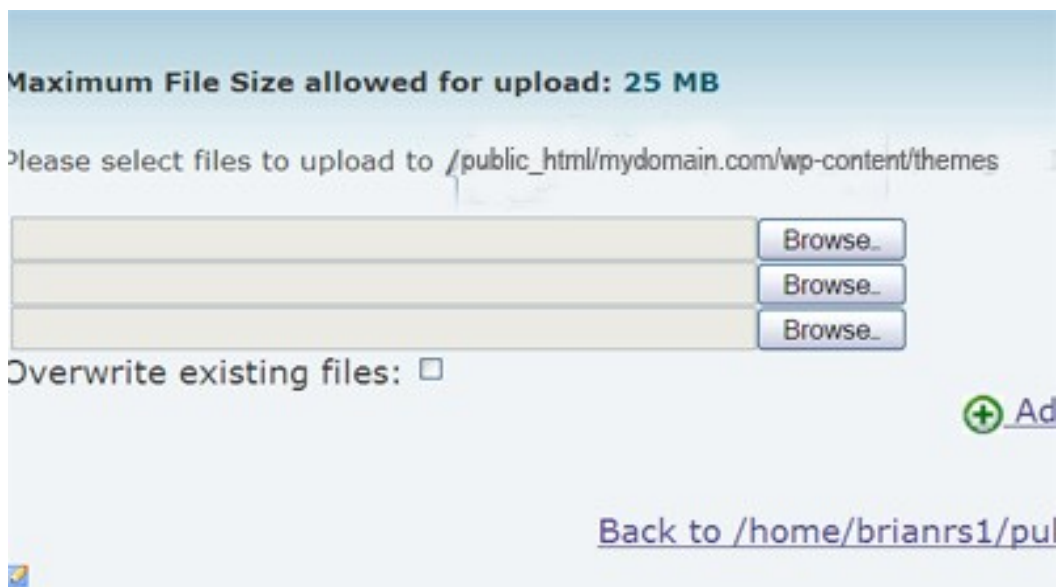 Maximum File Size allowed for upload: 25 MB
Please select files to upload to /public_html/mydomain.com/wp-content/themes
Browse..
Browse..
Browse..
Overwrite existing files:
Ad
Back to /home/brianrs1/pub